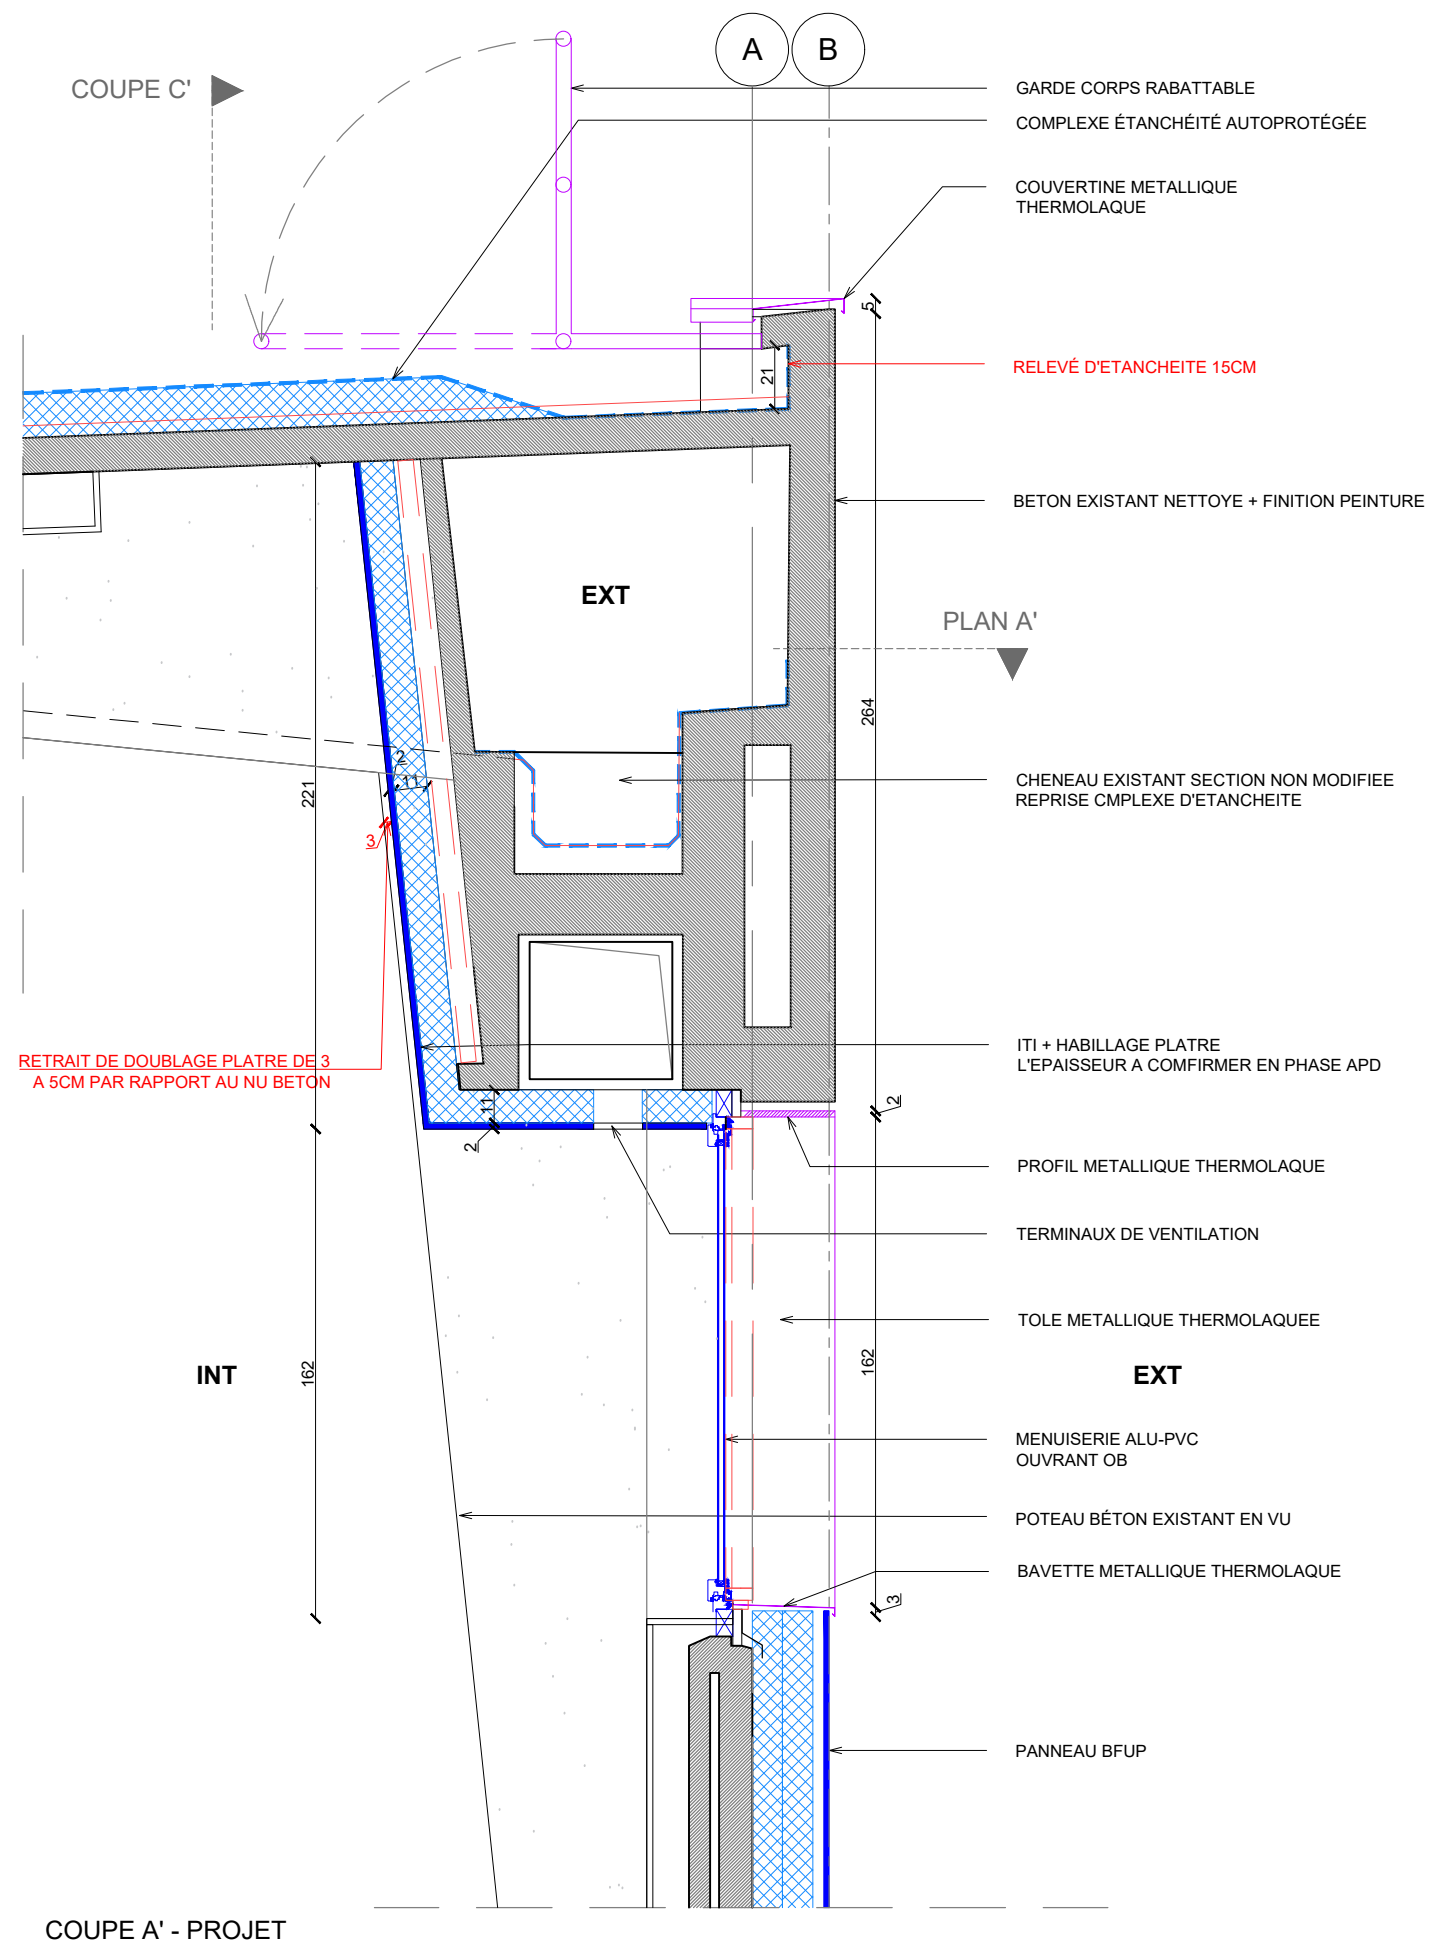 A
B
COUPE C'
GARDE CORPS RABATTABLE
COMPLEXE ÉTANCHÉITÉ AUTOPROTÉGÉE
COUVERTINE METALLIQUE
THERMOLAQUE
5
RELEVÉ D'ETANCHEITE 15CM
21
BETON EXISTANT NETTOYE + FINITION PEINTURE
EXT
PLAN A'
264
2
11
221
CHENEAU EXISTANT SECTION NON MODIFIEE
REPRISE CMPLEXE D'ETANCHEITE
3
ITI + HABILLAGE PLATRE
L'EPAISSEUR A COMFIRMER EN PHASE APD
RETRAIT DE DOUBLAGE PLATRE DE 3
A 5CM PAR RAPPORT AU NU BETON
11
2
2
PROFIL METALLIQUE THERMOLAQUE
TERMINAUX DE VENTILATION
TOLE METALLIQUE THERMOLAQUEE
INT
162
162
EXT
MENUISERIE ALU-PVC
OUVRANT OB
POTEAU BÉTON EXISTANT EN VU
BAVETTE METALLIQUE THERMOLAQUE
3
PANNEAU BFUP
COUPE A' - PROJET